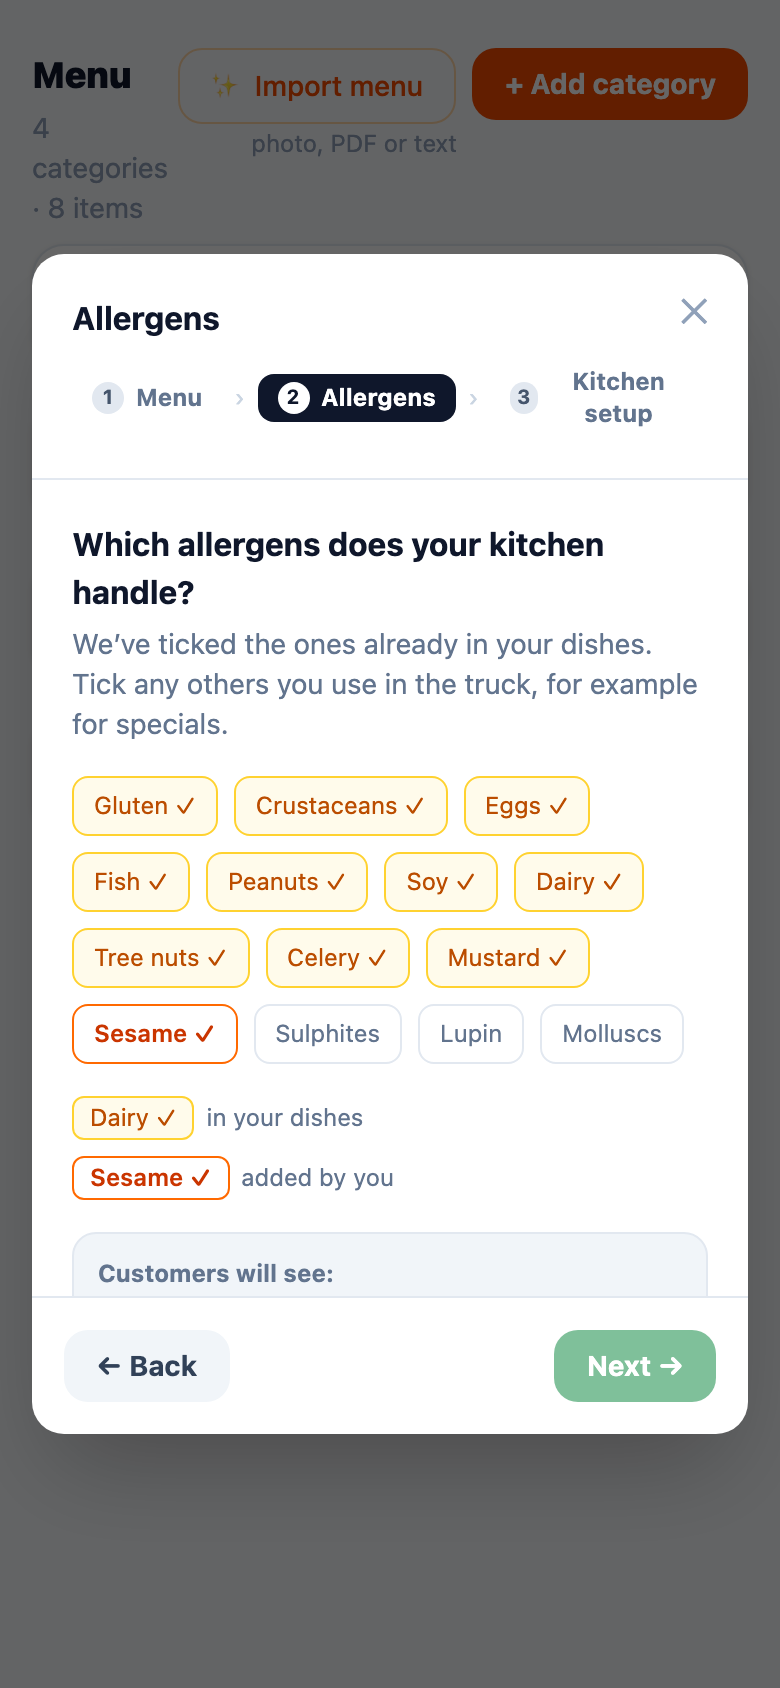 Menu
4
categories
· 8 items
✨ Import menu
photo, PDF or text
+ Add category
Allergens
1 Menu › 2 Allergens › 3 Kitchen
setup
Which allergens does your kitchen
handle?
We’ve ticked the ones already in your dishes.
Tick any others you use in the truck, for example
for specials.
Gluten ✓ Crustaceans ✓ Eggs ✓
Fish ✓ Peanuts ✓ Soy ✓ Dairy ✓
Tree nuts ✓ Celery ✓ Mustard ✓
Sesame ✓ Sulphites Lupin Molluscs
Dairy ✓ in your dishes
Sesame ✓ added by you
Customers will see:
← Back
Next →